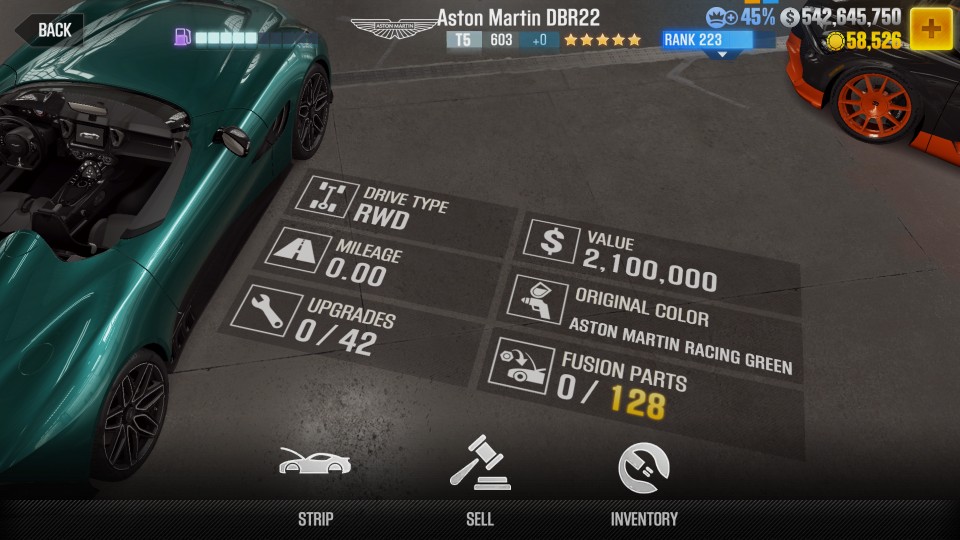 BACK
ASTON MARTIN
Aston Martin DBR22
T5 603 +0
45%
542,645,750
RANK 223
58,526
DRIVE TYPE
RWD
MILEAGE
0.00
UPGRADES
0/42
VALUE
2,100,000
ORIGINAL COLOR
ASTON MARTIN RACING GREEN
FUSION PARTS
0/ 128
STRIP
SELL
INVENTORY